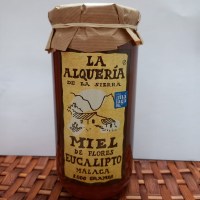 LA
ALQUERÍA
DE LA SIERRA
MIEL
DE FLORES
EUCALIPTO
MÁLAGA